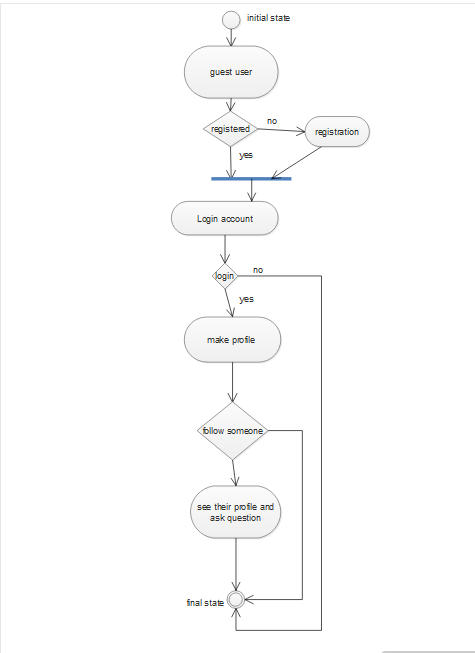 initial state
guest user
registered
no
registration
yes
Login account
login
no
yes
make profile
follow someone
see their profile and
ask question
final state